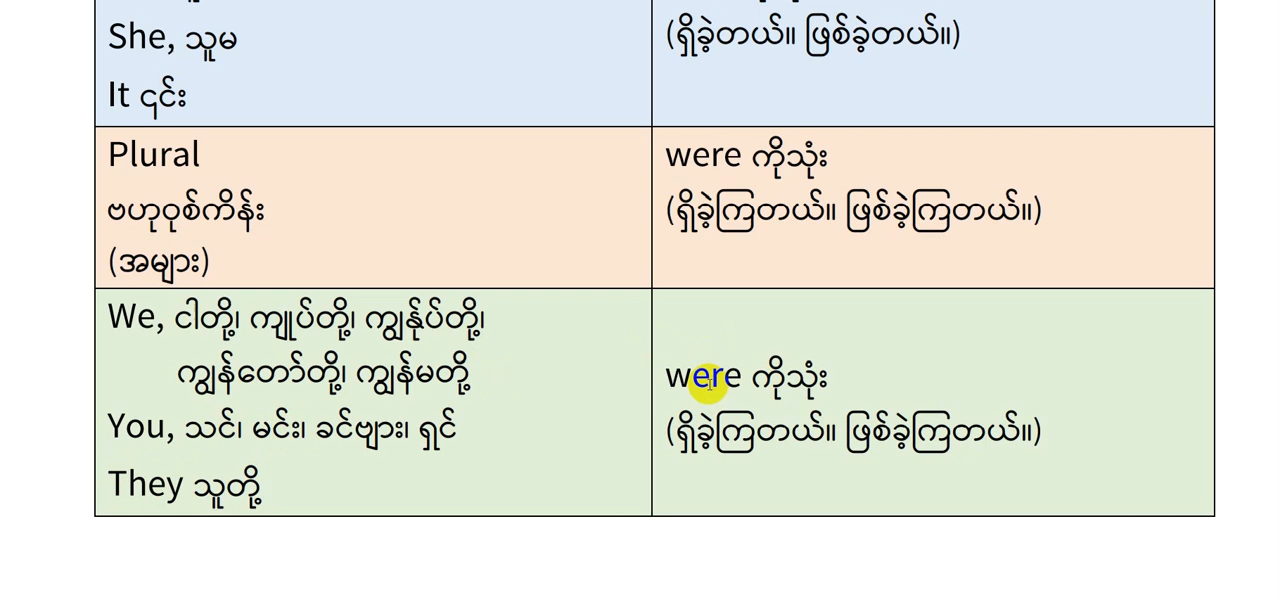 She, သူမ
(ရှိခဲ့တယ်။ ဖြစ်ခဲ့တယ်။)
It ၎င်း
Plural
ဗဟုဝုစ်ကိန်း
(အများ)
were ကိုသုံး
(ရှိခဲ့ကြတယ်။ ဖြစ်ခဲ့ကြတယ်။)
We, ငါတို့၊ ကျုပ်တို့၊ ကျွန်ုပ်တို့၊
ကျွန်တော်တို့၊ ကျွန်မတို့
You, သင်၊ မင်း၊ ခင်ဗျား၊ ရှင်
They သူတို့
were ကိုသုံး
(ရှိခဲ့ကြတယ်။ ဖြစ်ခဲ့ကြတယ်။)